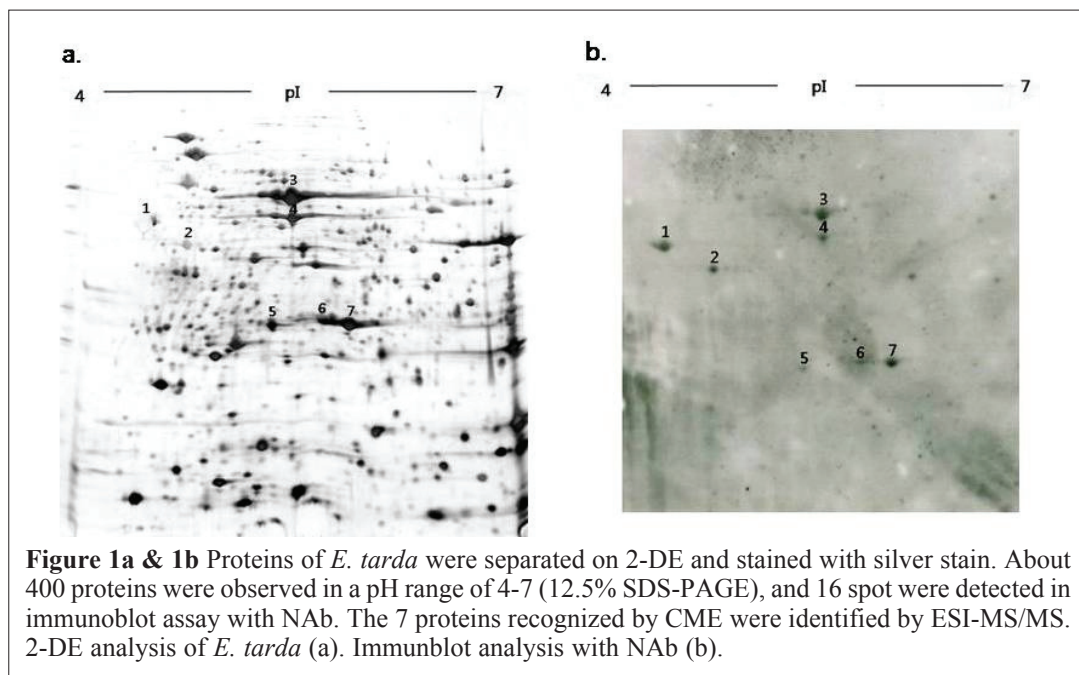 a.
4 pI 7
3
4
1
2
5 6 7
b.
4 pI 7
3
4
1
2
5 6 7
Figure 1a & 1b Proteins of E. tarda were separated on 2-DE and stained with silver stain. About
400 proteins were observed in a pH range of 4-7 (12.5% SDS-PAGE), and 16 spot were detected in
immunoblot assay with NAb. The 7 proteins recognized by CME were identified by ESI-MS/MS.
2-DE analysis of E. tarda (a). Immunblot analysis with NAb (b).